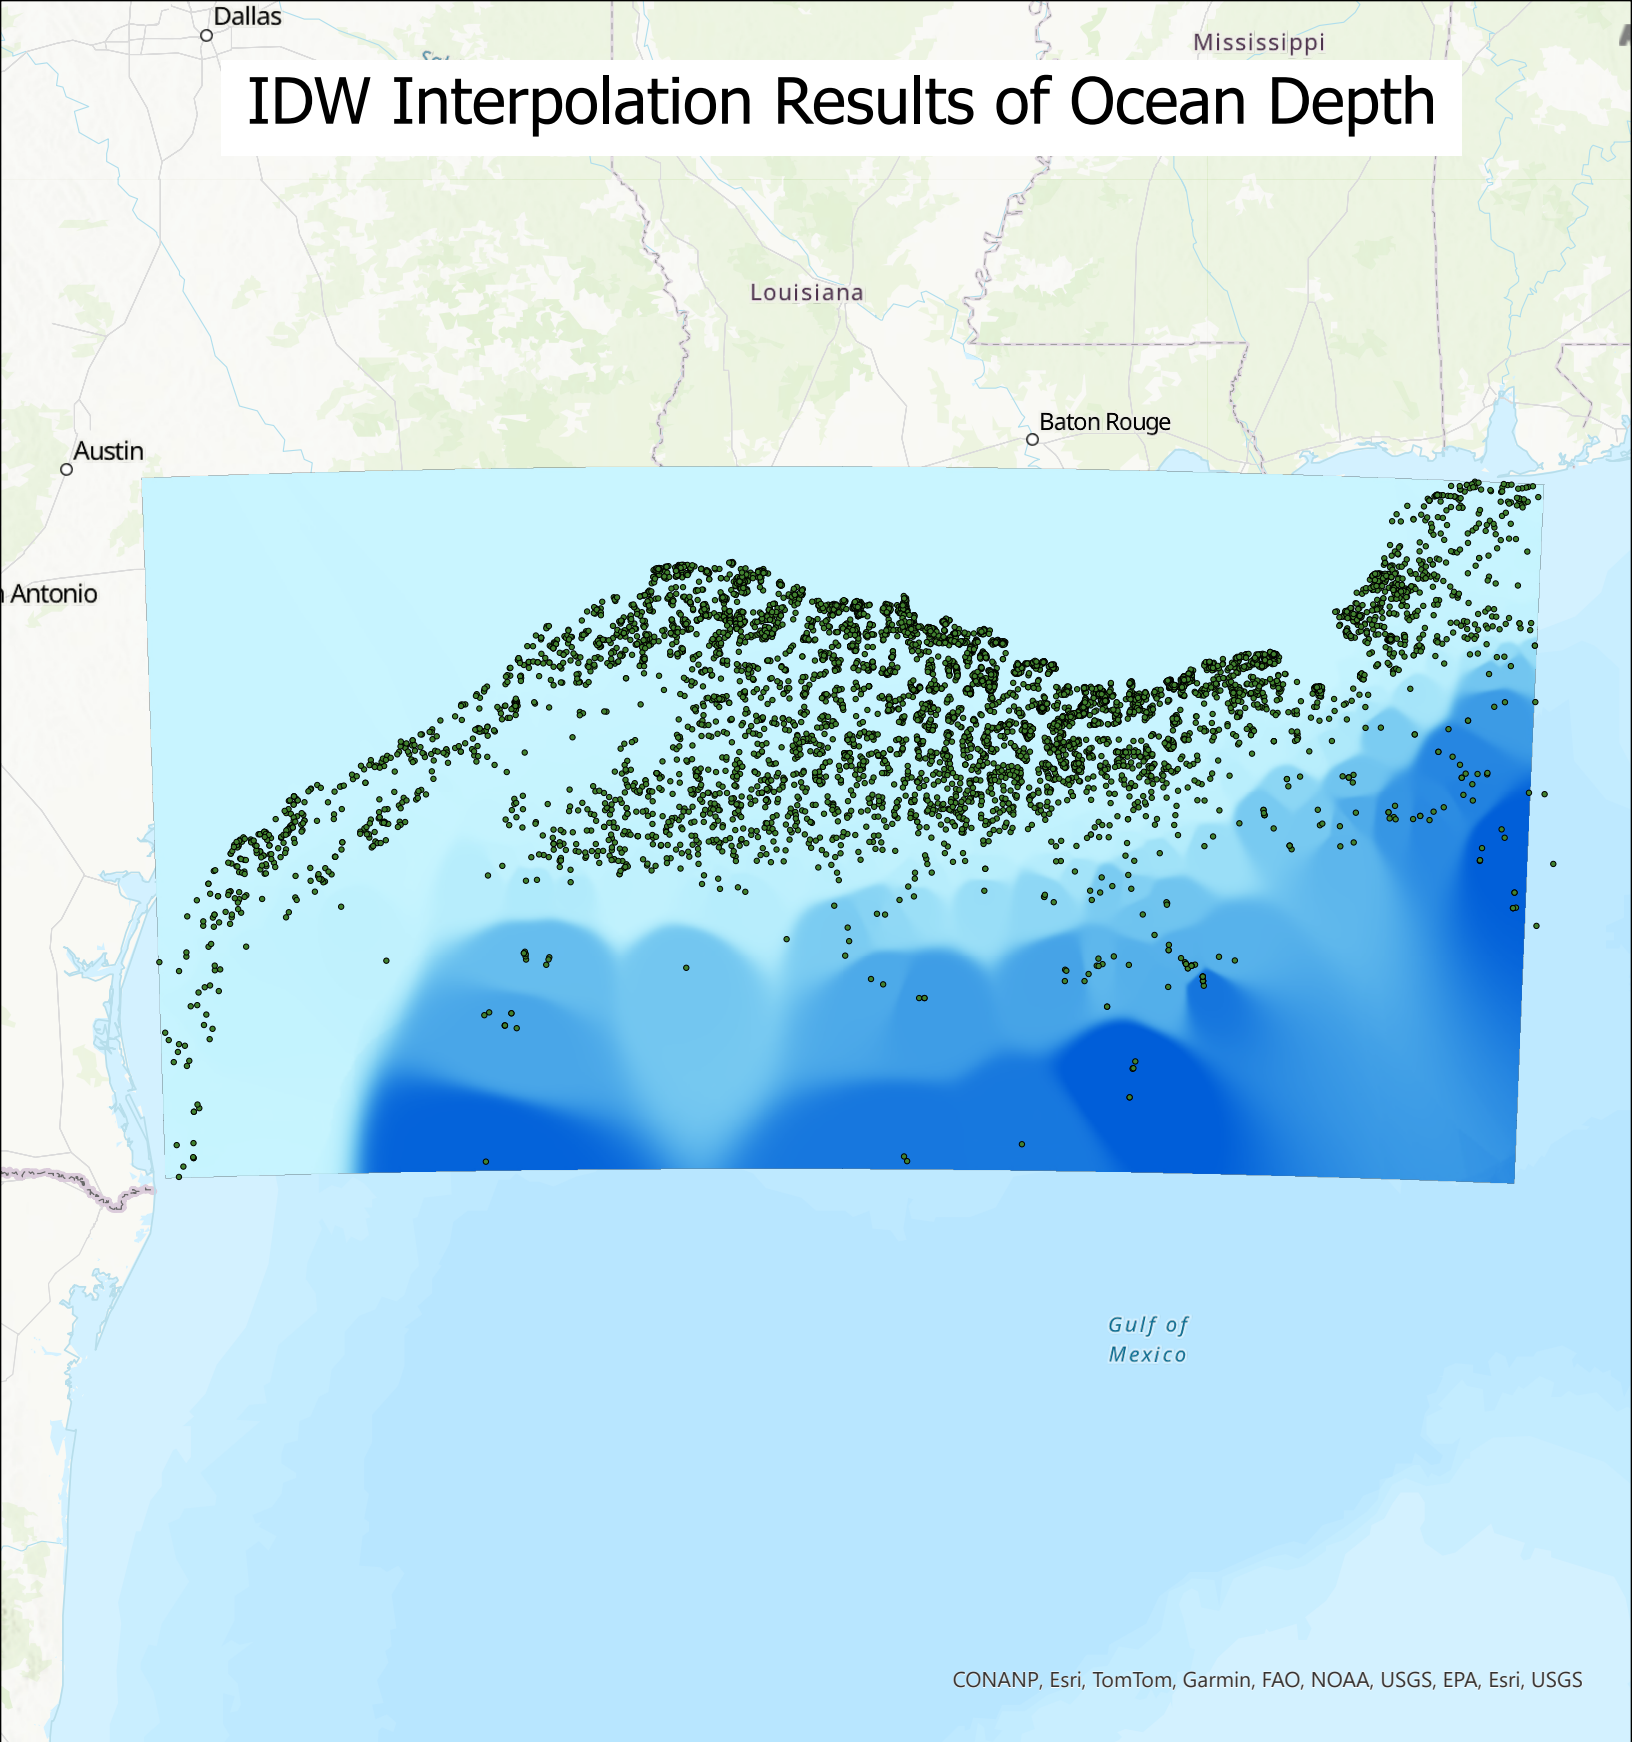 Dallas
Mississippi
IDW Interpolation Results of Ocean Depth
Louisiana
Baton Rouge
Austin
Antonio
Gulf of
Mexico
CONANP, Esri, TomTom, Garmin, FAO, NOAA, USGS, EPA, Esri, USGS